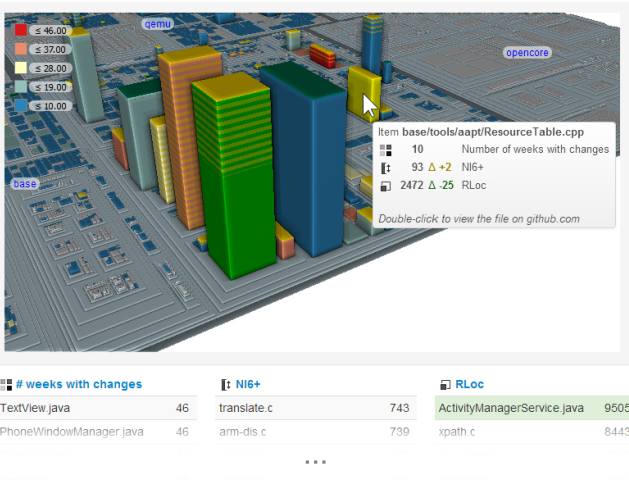 ≤ 46.00
≤ 37.00
≤ 28.00
≤ 19.00
≤ 10.00
qemu
opencore
base
Item base/tools/aapt/ResourceTable.cpp
10 Number of weeks with changes
93 Δ +2 NI6+
2472 Δ -25 RLoc
Double-click to view the file on github.com
# weeks with changes NI6+ RLoc
TextView.java 46 translate.c 743 ActivityManagerService.java 9505
PhoneWindowManager.java 46 arm-dis.c 739 xpath.c 8443
...